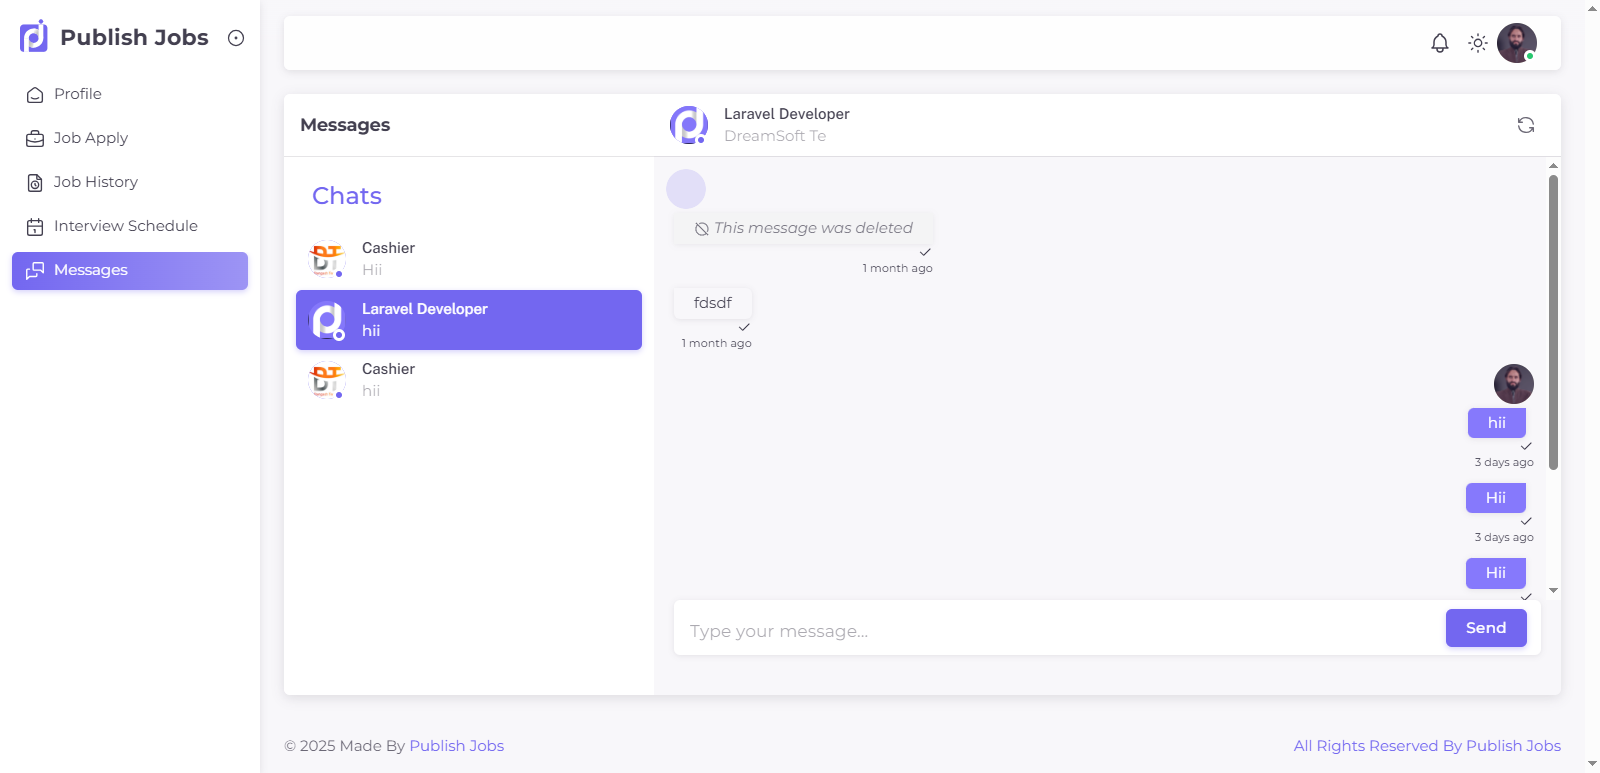 Publish Jobs
Profile
Job Apply
Job History
Interview Schedule
Messages
Messages
Laravel Developer
DreamSoft Te
Chats
Cashier
Hii
Laravel Developer
hii
Cashier
hii
This message was deleted
1 month ago
fdsdf
1 month ago
hii
3 days ago
Hii
3 days ago
Hii
Type your message...
Send
© 2025 Made By Publish Jobs
All Rights Reserved By Publish Jobs